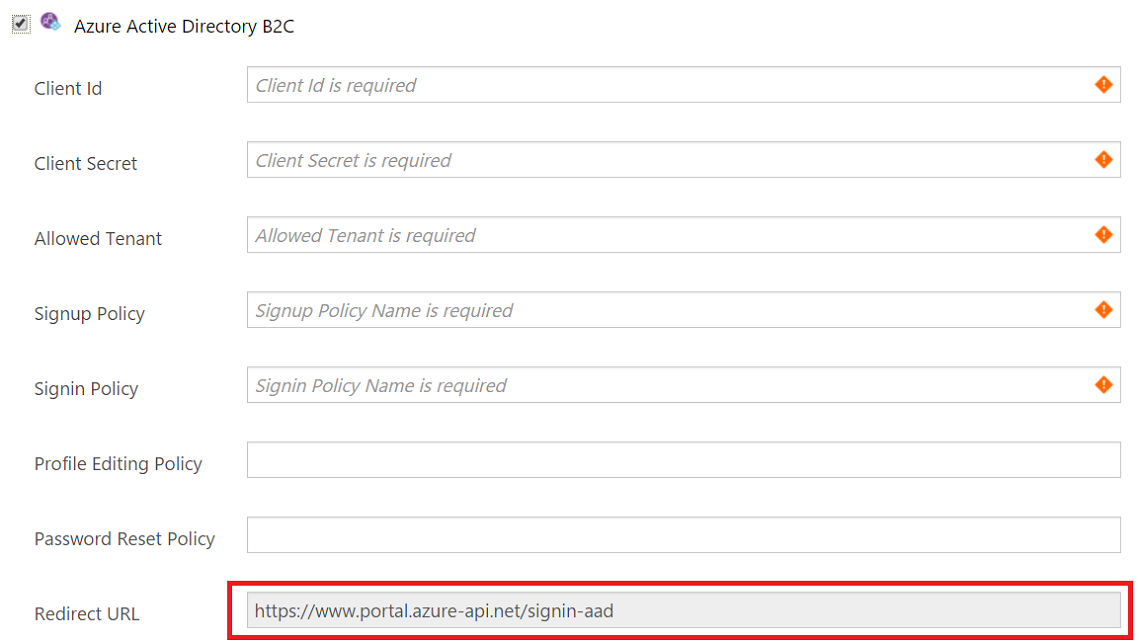 Azure Active Directory B2C
Client Id
Client Id is required
Client Secret
Client Secret is required
Allowed Tenant
Allowed Tenant is required
Signup Policy
Signup Policy Name is required
Signin Policy
Signin Policy Name is required
Profile Editing Policy
Password Reset Policy
Redirect URL
https://www.portal.azure-api.net/signin-aad